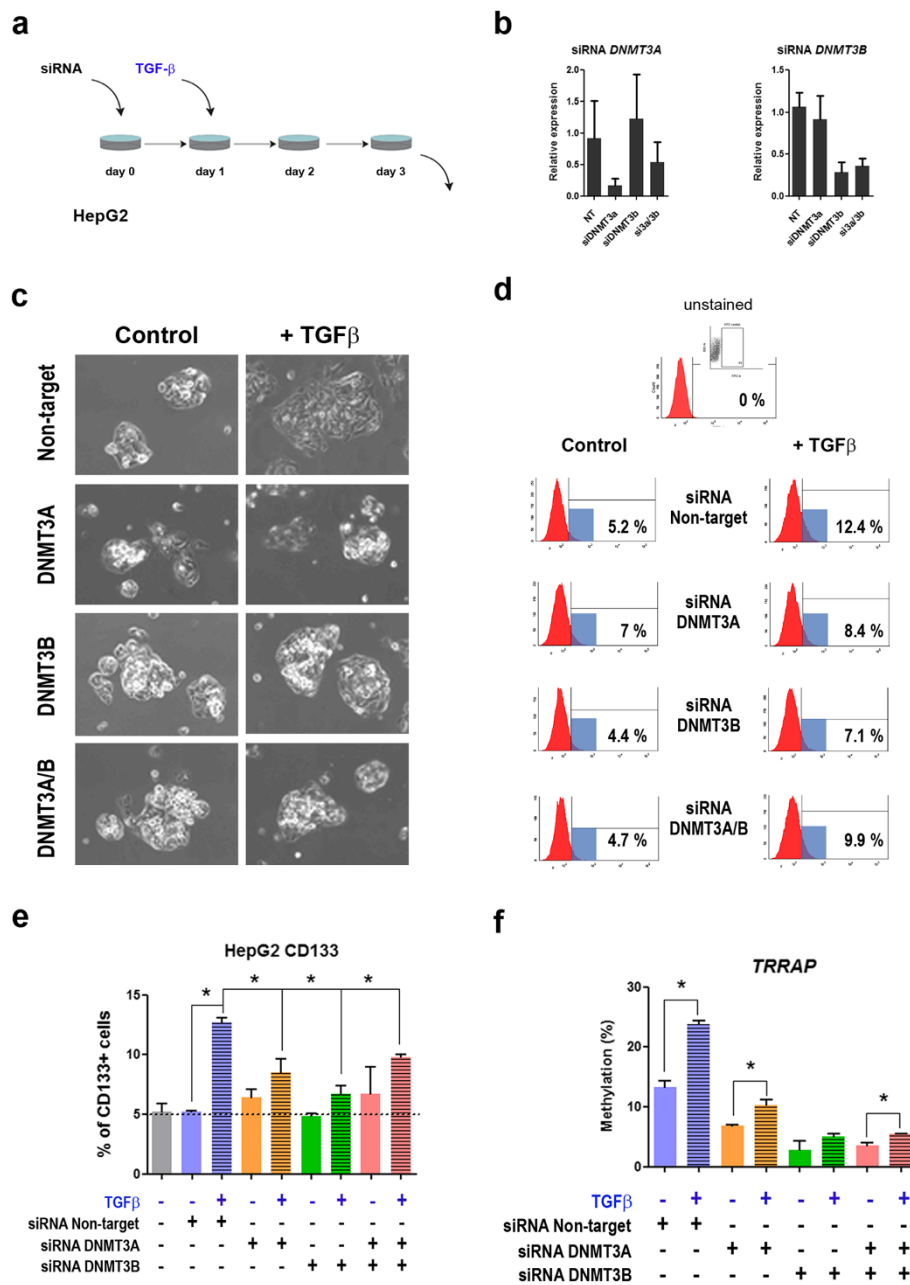 a
siRNA
TGF-β
day 0
day 1
day 2
day 3
HepG2
b
siRNA DNMT3A
Relative expression
2.0
1.5
1.0
0.5
0.0
NT
siDNMT3a
siDNMT3b
si3a/3b
siRNA DNMT3B
Relative expression
1.5
1.0
0.5
0.0
NT
siDNMT3a
siDNMT3b
si3a/3b
c
Control
+ TGFβ
Non-target
DNMT3A
DNMT3B
DNMT3A/B
d
unstained
Count
0 %
Control
+ TGFβ
5.2 %
siRNA
Non-target
12.4 %
7 %
siRNA
DNMT3A
8.4 %
4.4 %
siRNA
DNMT3B
7.1 %
4.7 %
siRNA
DNMT3A/B
9.9 %
e
HepG2 CD133
% of CD133+ cells
15
10
5
0
* * * *
TGFβ - - + - + - + - +
siRNA Non-target - + + - - - - - -
siRNA DNMT3A - - - + + - - + +
siRNA DNMT3B - - - - - + + + +
f
TRRAP
Methylation (%)
30
20
10
0
* * *
TGFβ - + - + - + - +
siRNA Non-target + + - - - - - -
siRNA DNMT3A - - + + - - + +
siRNA DNMT3B - - - - + + + +